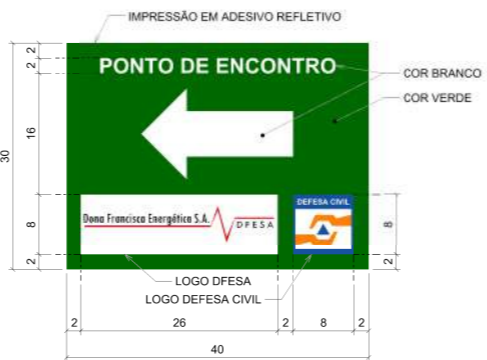 IMPRESSÃO EM ADESIVO REFLETIVO
PONTO DE ENCONTRO
COR BRANCO
COR VERDE
2
2
16
30
8
2
Dona Francisca Energética S.A.
DFESA
DEFESA CIVIL
8
2
LOGO DFESA
LOGO DEFESA CIVIL
2
26
2
8
2
40